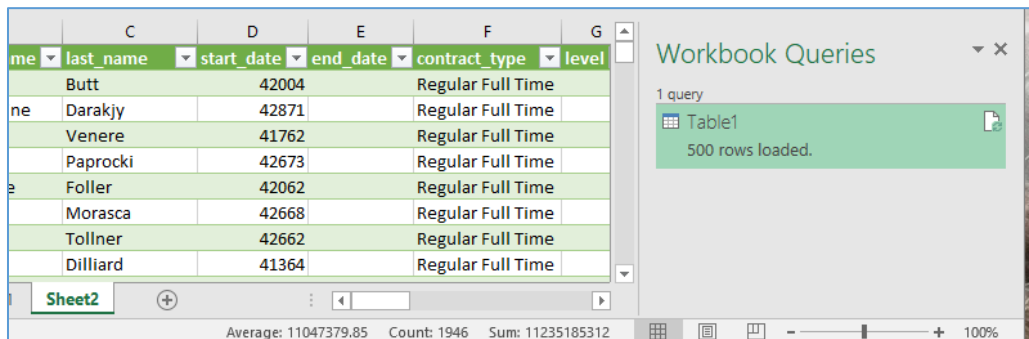 C D E F G
me last_name start_date end_date contract_type level
Butt 42004 Regular Full Time
ne Darakjy 42871 Regular Full Time
Venere 41762 Regular Full Time
Paprocki 42673 Regular Full Time
e Foller 42062 Regular Full Time
Morasca 42668 Regular Full Time
Tollner 42662 Regular Full Time
Dilliard 41364 Regular Full Time
Sheet2
Average: 11047379.85 Count: 1946 Sum: 11235185312 100%
Workbook Queries
1 query
Table1
500 rows loaded.